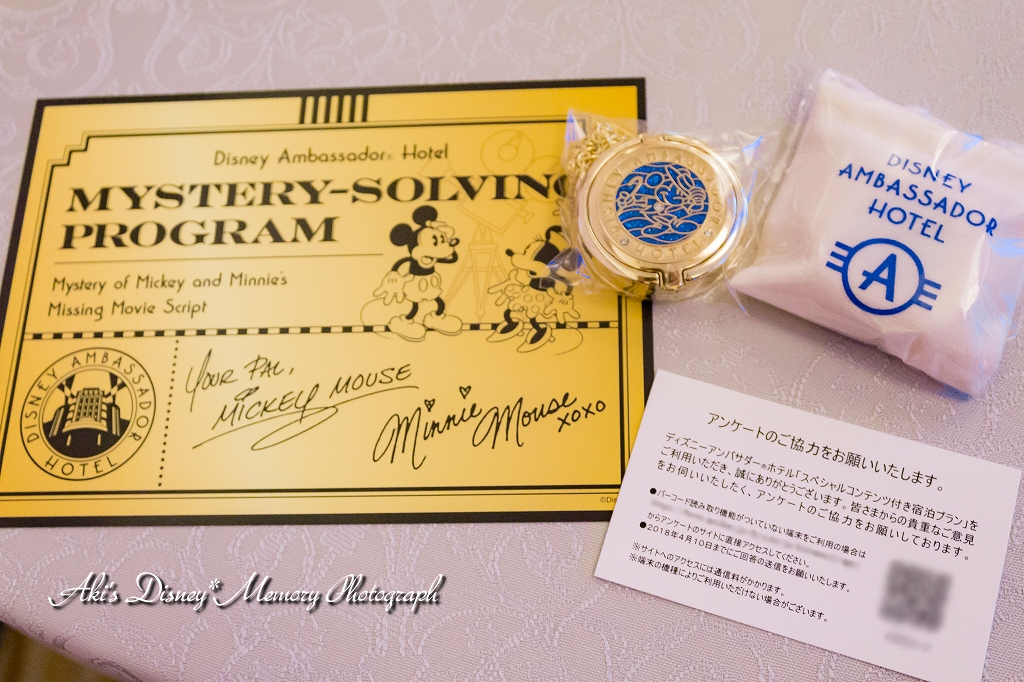 Disney Ambassador® Hotel
MYSTERY-SOLVING
PROGRAM
Mystery of Mickey and Minnie's
Missing Movie Script
DISNEY AMBASSADOR
HOTEL
YOUR PAL,
MICKEY MOUSE
Minnie Mouse
xoxo
DISNEY
AMBASSADOR
HOTEL
A
アンケートのご協力をお願いいたします。
ディズニーアンバサダー®ホテル「スペシャルコンテンツ付き宿泊プラン」を
ご利用いただき、誠にありがとうございます。皆さまからの貴重なご意見
をお伺いいたしたく、アンケートのご協力をお願いしております。
●バーコード読み取り機能がついていない端末をご利用の場合は
からアンケートのサイトに直接アクセスしてください。
●2018年4月10日までにご回答の送信をお願いいたします。
※サイトへのアクセスには通信料がかかります。
※端末の機種によりご利用いただけない場合がございます。
Aki's Disney*Memory Photograph